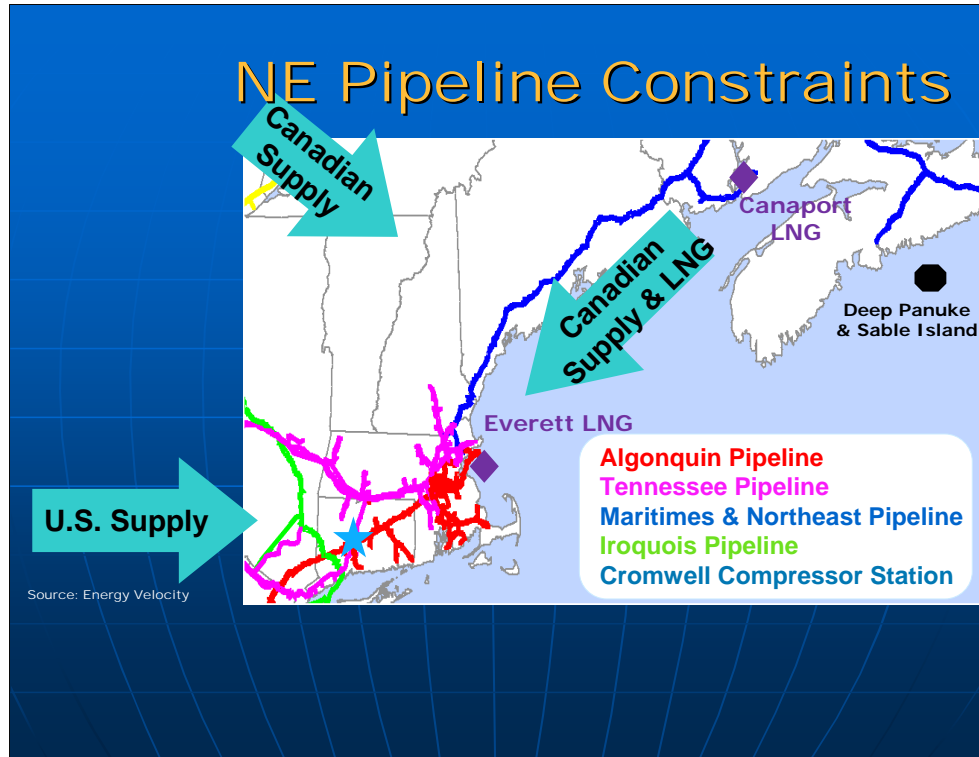 NE Pipeline Constraints
Canadian
Supply
Canaport
LNG
Canadian
Supply & LNG
Deep Panuke
& Sable Island
Everett LNG
U.S. Supply
Algonquin Pipeline
Tennessee Pipeline
Maritimes & Northeast Pipeline
Iroquois Pipeline
Cromwell Compressor Station
Source: Energy Velocity